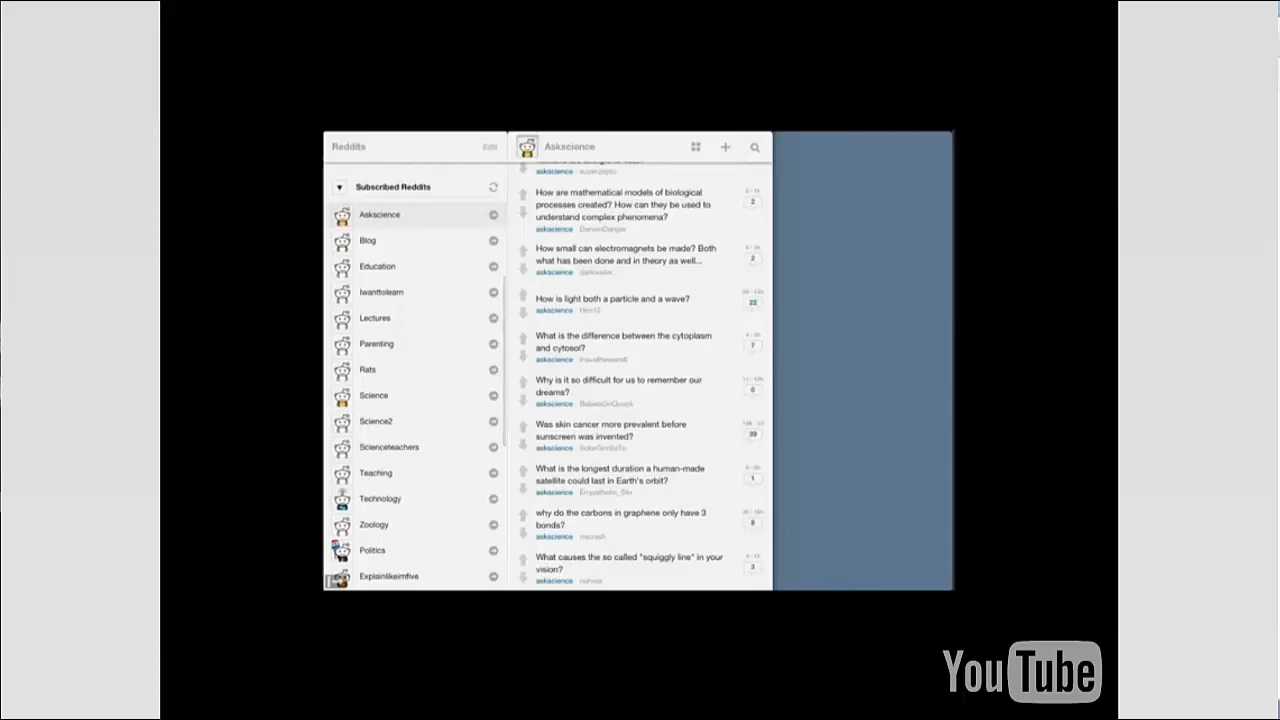 Reddits
Edit
Subscribed Reddits
Askscience
Blog
Education
Iwanttolearn
Lectures
Parenting
Rats
Science
Science2
Scienceteachers
Teaching
Technology
Zoology
Politics
Explainlikeimfive
Askscience
askscience
How are mathematical models of biological
processes created? How can they be used to
understand complex phenomena?
askscience
2
How small can electromagnets be made? Both
what has been done and in theory as well...
askscience
2
How is light both a particle and a wave?
askscience
22
What is the difference between the cytoplasm
and cytosol?
askscience
7
Why is it so difficult for us to remember our
dreams?
askscience
Was skin cancer more prevalent before
sunscreen was invented?
askscience
39
What is the longest duration a human-made
satellite could last in Earth's orbit?
askscience
1
why do the carbons in graphene only have 3
bonds?
askscience
8
What causes the so called "squiggly line" in your
vision?
askscience
3
YouTube